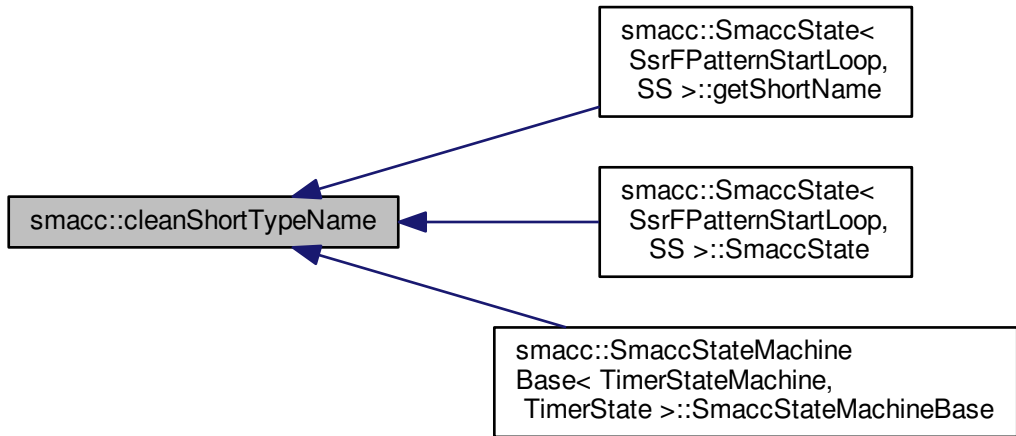 smacc::SmaccState<
SsrFPatternStartLoop,
SS >::getShortName
smacc::cleanShortTypeName
smacc::SmaccState<
SsrFPatternStartLoop,
SS >::SmaccState
smacc::SmaccStateMachine
Base< TimerStateMachine,
TimerState >::SmaccStateMachineBase